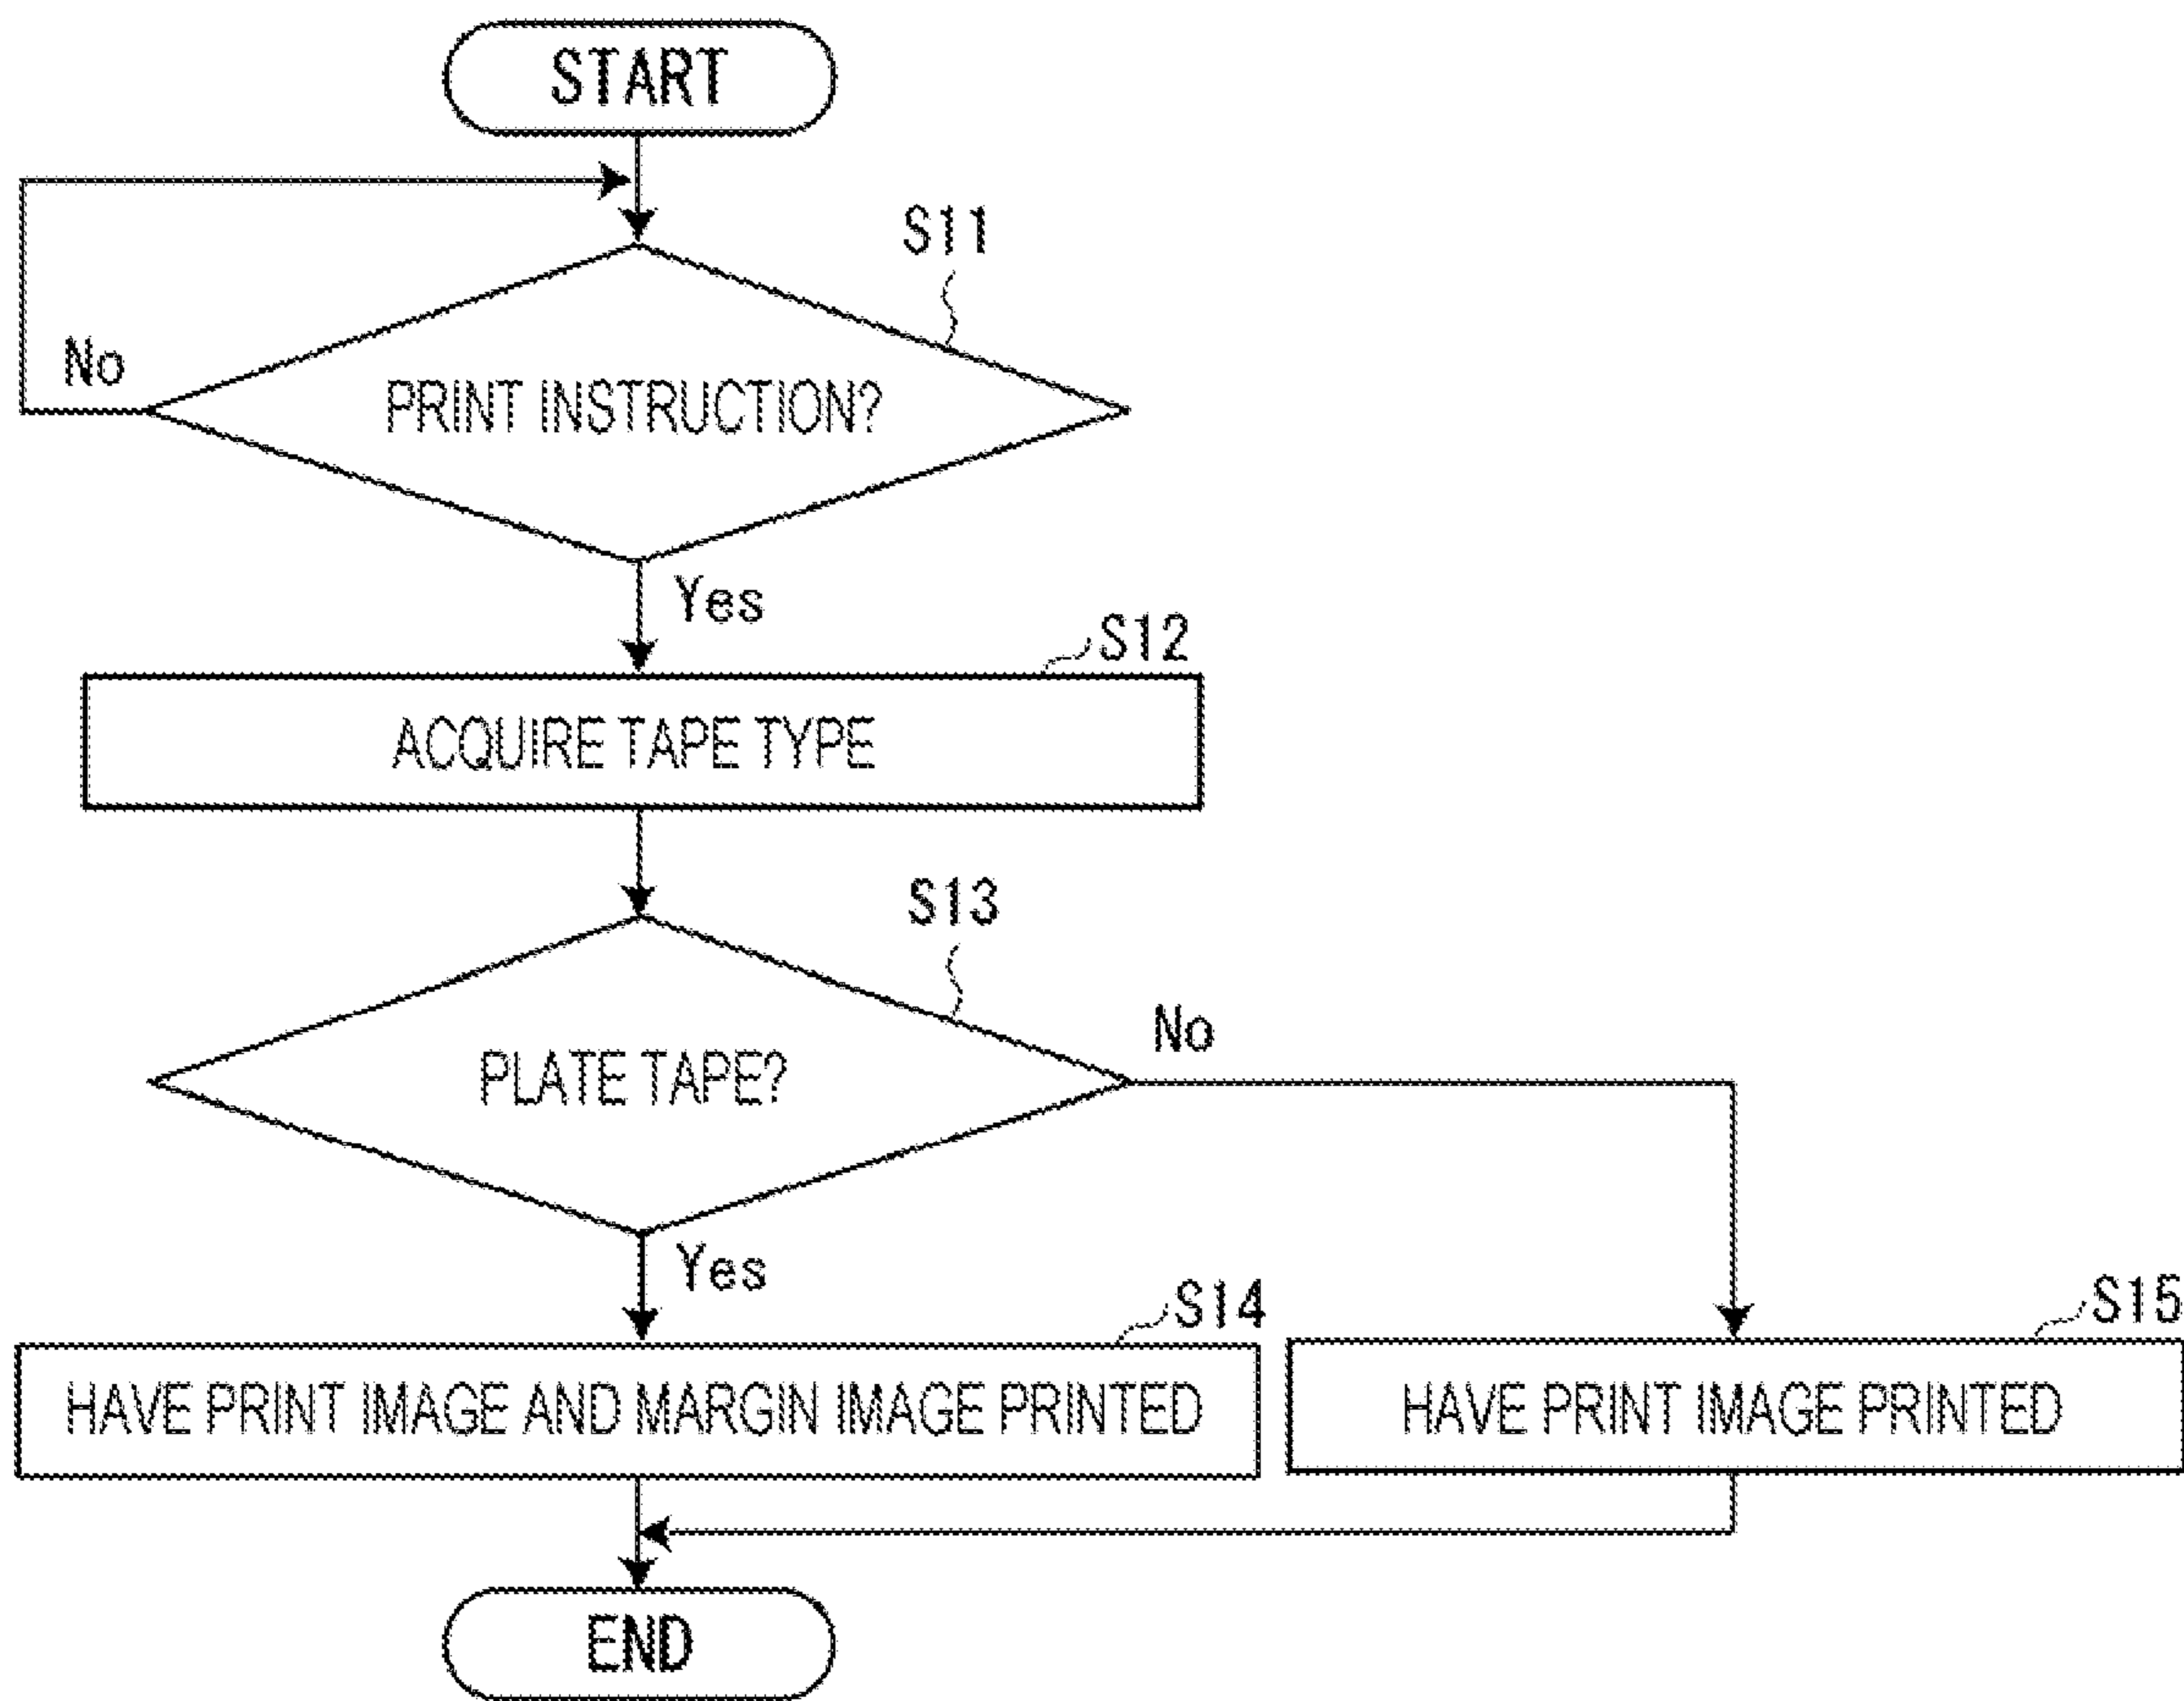 START
S11
No
PRINT INSTRUCTION?
Yes
S12
ACQUIRE TAPE TYPE
S13
No
PLATE TAPE?
Yes
S14
S15
HAVE PRINT IMAGE AND MARGIN IMAGE PRINTED
HAVE PRINT IMAGE PRINTED
END